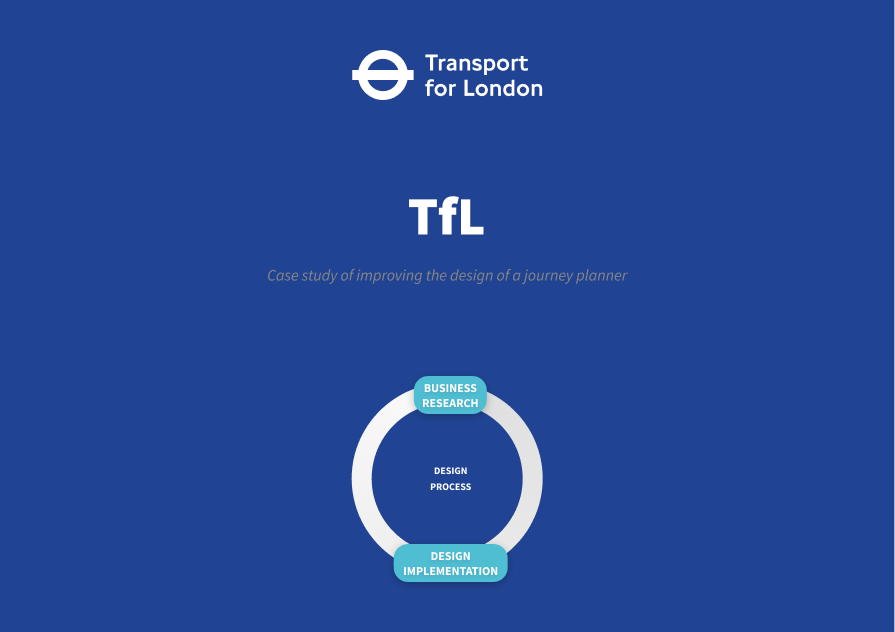 Transport
for London
TfL
Case study of improving the design of a journey planner
BUSINESS
RESEARCH
DESIGN
PROCESS
DESIGN
IMPLEMENTATION